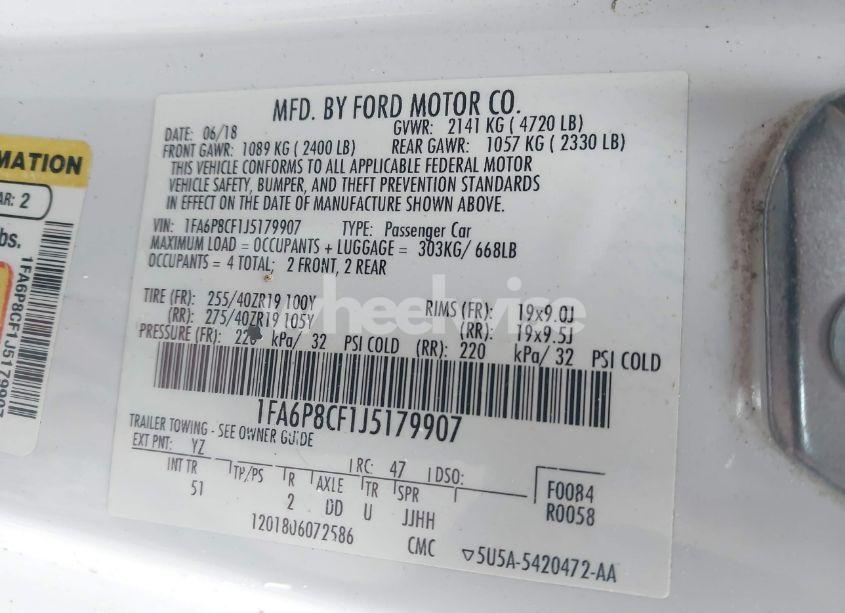 MFD. BY FORD MOTOR CO.
DATE: 06/18 GVWR: 2141 KG ( 4720 LB)
FRONT GAWR: 1089 KG ( 2400 LB) REAR GAWR: 1057 KG ( 2330 LB)
THIS VEHICLE CONFORMS TO ALL APPLICABLE FEDERAL MOTOR
VEHICLE SAFETY, BUMPER, AND THEFT PREVENTION STANDARDS
IN EFFECT ON THE DATE OF MANUFACTURE SHOWN ABOVE.
VIN: 1FA6P8CF1J5179907 TYPE: Passenger Car
MAXIMUM LOAD = OCCUPANTS + LUGGAGE = 303KG/ 668LB
OCCUPANTS = 4 TOTAL; 2 FRONT, 2 REAR
TIRE (FR): 255/40ZR19 100Y RIMS (FR): 19x9.0J
(RR): 275/40ZR19 105Y (RR): 19x9.5J
PRESSURE (FR): 220 kPa/ 32 PSI COLD (RR): 220 kPa/ 32 PSI COLD
1FA6P8CF1J5179907
TRAILER TOWING - SEE OWNER GUIDE
EXT PNT: YZ RC: 47 DSO:
INT TR TP/PS R AXLE TR SPR F0084
51 2 DD U JJHH R0058
1201806072586 CMC ▽5U5A-5420472-AA
MATION
AR: 2
bs.
1FA6P8CF1J5179907
wheelwise